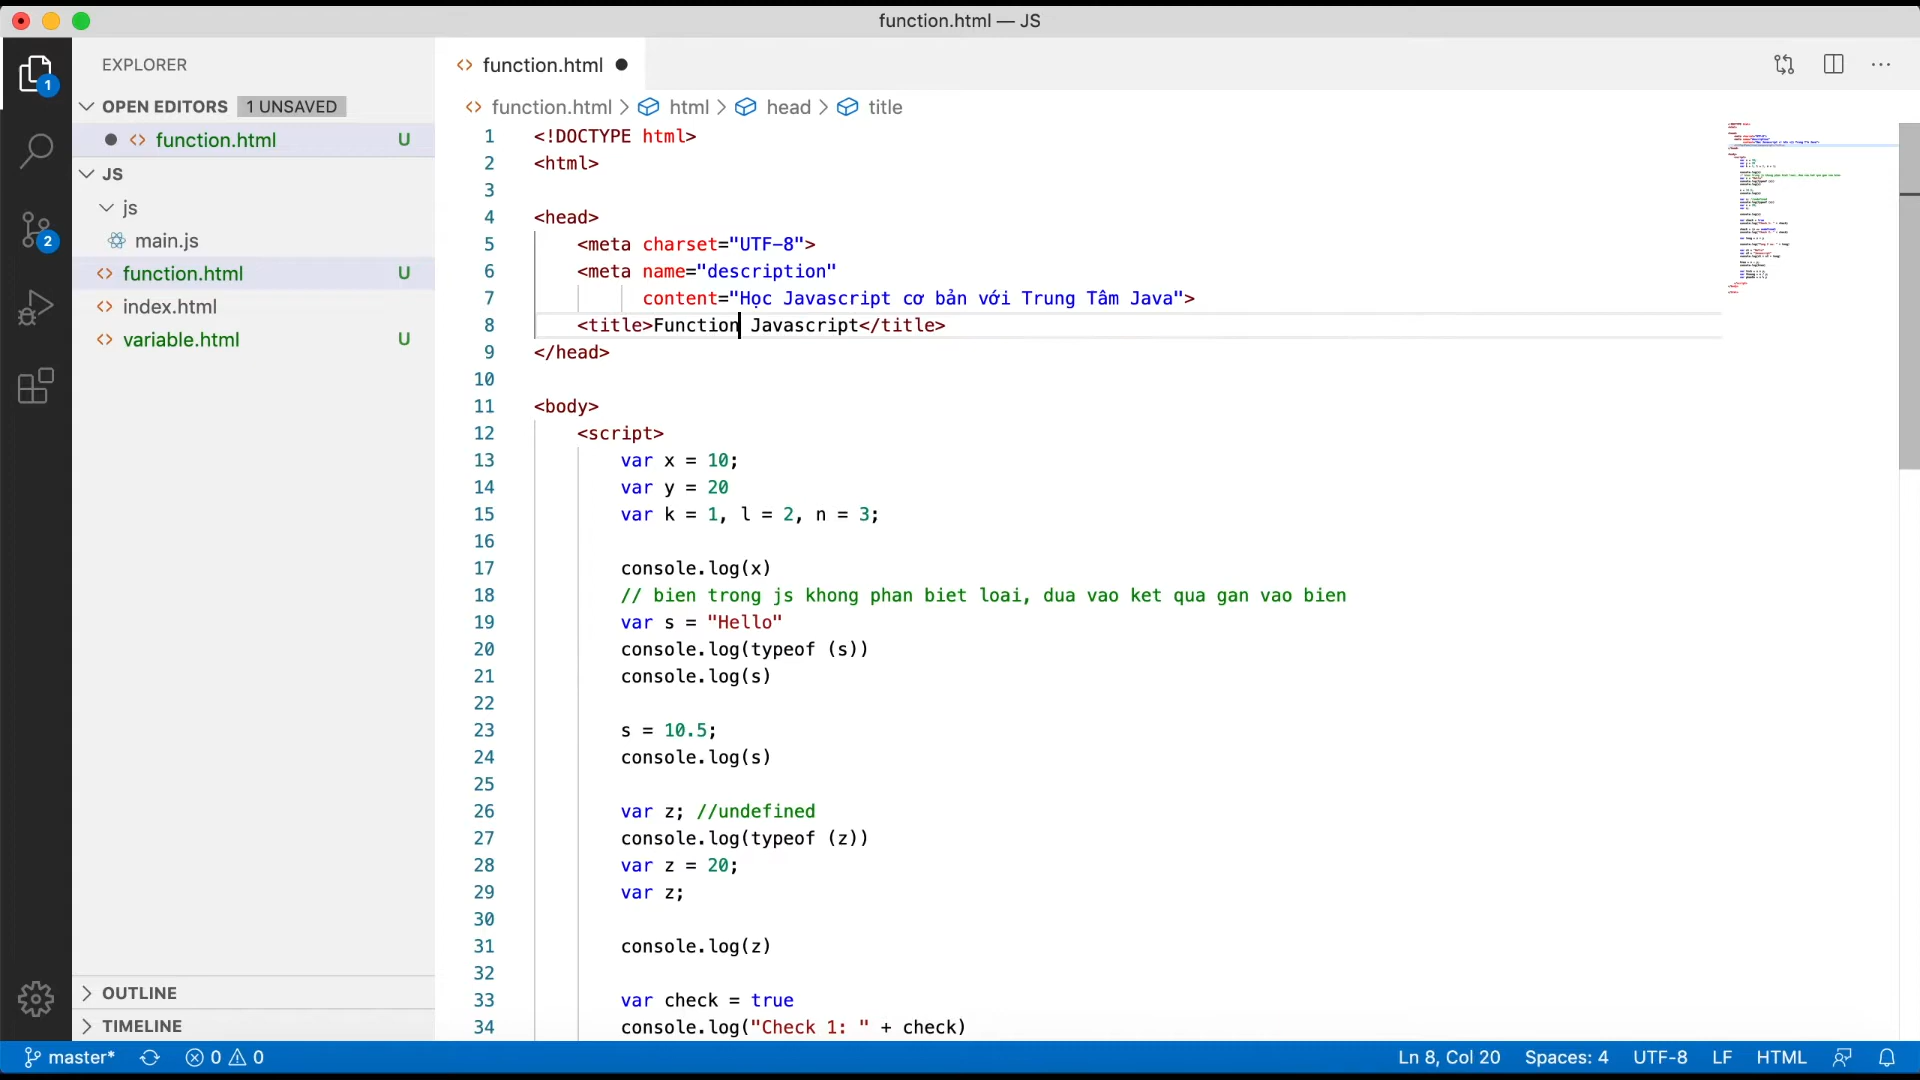 function.html — JS
EXPLORER
OPEN EDITORS 1 UNSAVED
function.html U
JS
js
main.js
function.html U
index.html
variable.html U
OUTLINE
TIMELINE
1
2
function.html
function.html > html > head > title
1 <!DOCTYPE html>
2 <html>
3
4 <head>
5 <meta charset="UTF-8">
6 <meta name="description"
7 content="Học Javascript cơ bản với Trung Tâm Java">
8 <title>Function Javascript</title>
9 </head>
10
11 <body>
12 <script>
13 var x = 10;
14 var y = 20
15 var k = 1, l = 2, n = 3;
16
17 console.log(x)
18 // bien trong js khong phan biet loai, dua vao ket qua gan vao bien
19 var s = "Hello"
20 console.log(typeof (s))
21 console.log(s)
22
23 s = 10.5;
24 console.log(s)
25
26 var z; //undefined
27 console.log(typeof (z))
28 var z = 20;
29 var z;
30
31 console.log(z)
32
33 var check = true
34 console.log("Check 1: " + check)
master* 0 0 Ln 8, Col 20 Spaces: 4 UTF-8 LF HTML